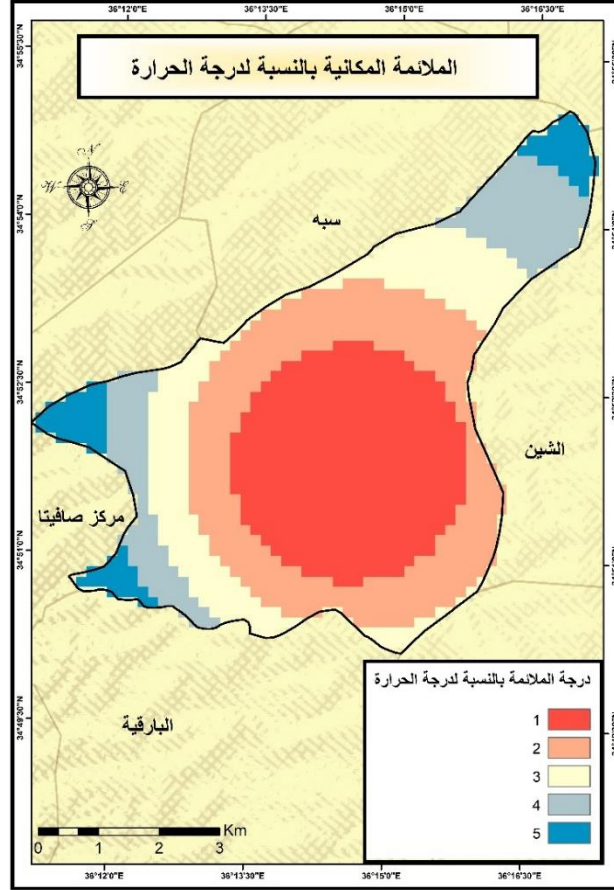 36°12'0"E 36°13'30"E 36°15'0"E 36°16'30"E
34°55'30"N
الملائمة المكانية بالنسبة لدرجة الحرارة
N
S
34°54'0"N
سبه
34°52'30"N
الشين
مركز صافيتا
34°51'0"N
البارقية
34°49'30"N
درجة الملائمة بالنسبة لدرجة الحرارة
1
2
3
4
5
Km
0 1 2 3
36°12'0"E 36°13'30"E 36°15'0"E 36°16'30"E